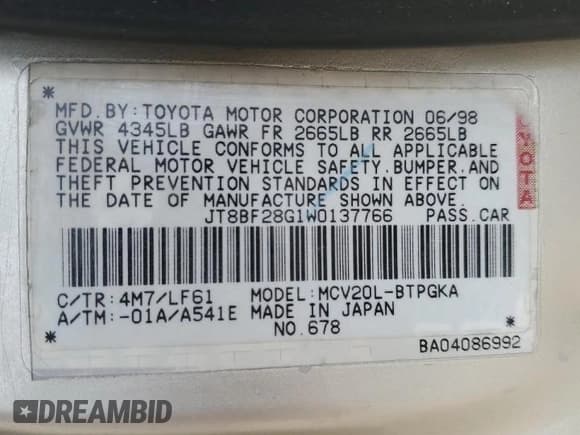 MFD.BY:TOYOTA MOTOR CORPORATION 06/98
GVWR 4345LB GAWR FR 2665LB RR 2665LB
THIS VEHICLE CONFORMS TO ALL APPLICABLE
FEDERAL MOTOR VEHICLE SAFETY,BUMPER,AND
THEFT PREVENTION STANDARDS IN EFFECT ON
THE DATE OF MANUFACTURE SHOWN ABOVE.
JT8BF28G1W0137766 PASS.CAR
C/TR:4M7/LF61 MODEL:MCV20L-BTPGKA
A/TM:-01A/A541E MADE IN JAPAN
NO.678
BA04086992
DREAMBID